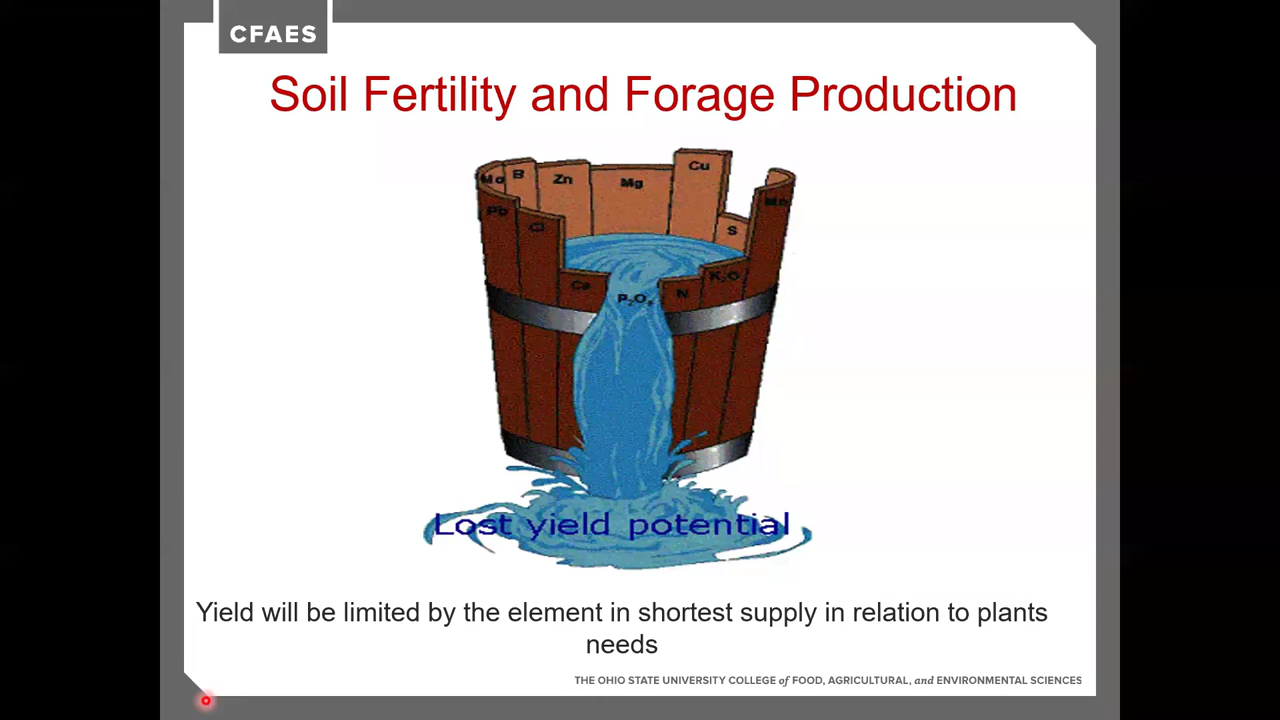 CFAES
Soil Fertility and Forage Production
Mo B Zn Mg Cu
Pb Cl S Mn
Ca P₂O₅ N K₂O
Lost yield potential
Yield will be limited by the element in shortest supply in relation to plants
needs
THE OHIO STATE UNIVERSITY COLLEGE of FOOD, AGRICULTURAL, and ENVIRONMENTAL SCIENCES